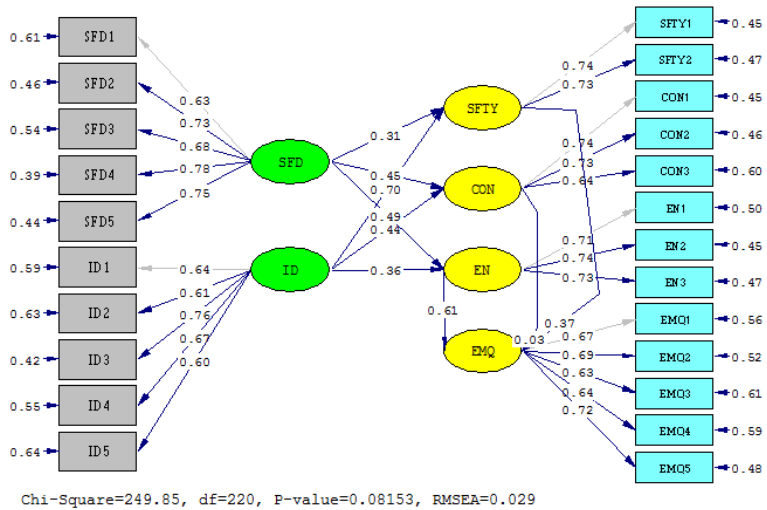 0.61 SFD1
0.46 SFD2
0.54 SFD3
0.39 SFD4
0.44 SFD5
0.59 ID1
0.63 ID2
0.42 ID3
0.55 ID4
0.64 ID5
0.63
0.73
0.68
0.78
0.75
0.64
0.61
0.76
0.67
0.60
SFD
ID
0.31
0.45
0.70
0.49
0.44
0.36
SFTY
CON
EN
0.61
EMQ
0.74
0.73
0.74
0.73
0.64
0.71
0.74
0.73
0.37
0.03
0.67
0.69
0.63
0.64
0.72
SFTY1 0.45
SFTY2 0.47
CON1 0.45
CON2 0.46
CON3 0.60
EN1 0.50
EN2 0.45
EN3 0.47
EMQ1 0.56
EMQ2 0.52
EMQ3 0.61
EMQ4 0.59
EMQ5 0.48
Chi-Square=249.85, df=220, P-value=0.08153, RMSEA=0.029